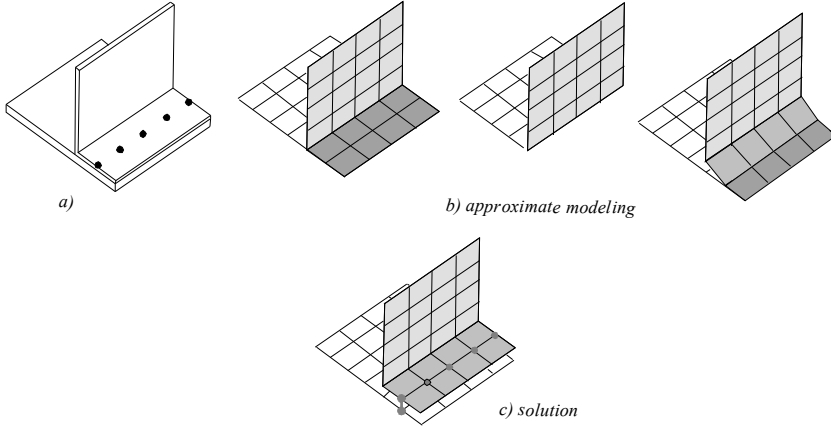 a)
b) approximate modeling
c) solution